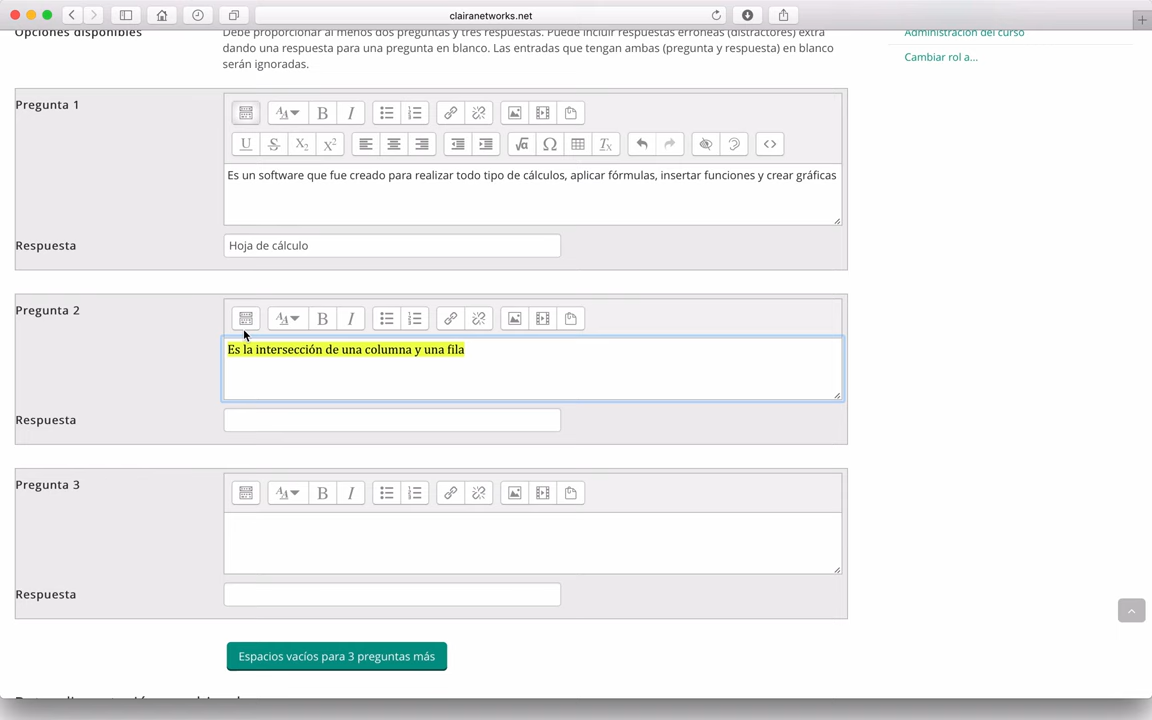 clairanetworks.net
Opciones disponibles
Debe proporcionar al menos dos preguntas y tres respuestas. Puede incluir respuestas erróneas (distractores) extra
dando una respuesta para una pregunta en blanco. Las entradas que tengan ambas (pregunta y respuesta) en blanco
serán ignoradas.
Administración del curso
Cambiar rol a...
Pregunta 1
Es un software que fue creado para realizar todo tipo de cálculos, aplicar fórmulas, insertar funciones y crear gráficas
Respuesta
Hoja de cálculo
Pregunta 2
Es la intersección de una columna y una fila
Respuesta
Pregunta 3
Respuesta
Espacios vacíos para 3 preguntas más